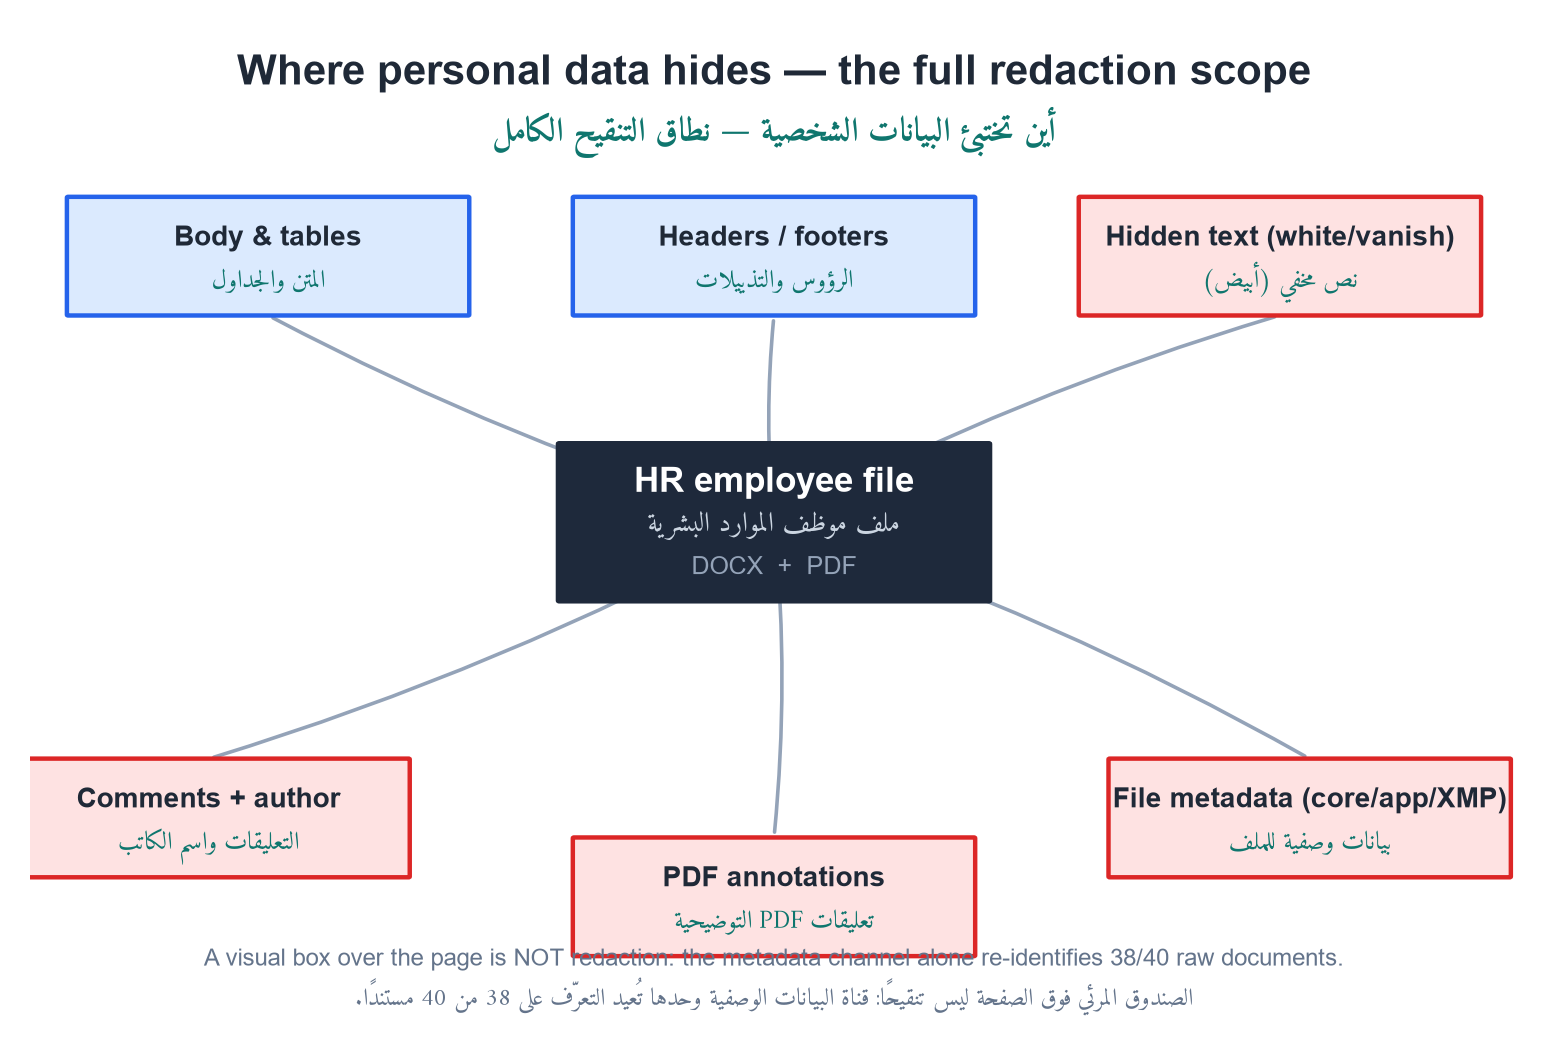 Where personal data hides — the full redaction scope
أين تختبئ البيانات الشخصية — نطاق التنقيح الكامل
Body & tables
المتن والجداول
Headers / footers
الرؤوس والتذييلات
Hidden text (white/vanish)
نص مخفي (أبيض)
HR employee file
ملف موظف الموارد البشرية
DOCX + PDF
Comments + author
التعليقات واسم الكاتب
PDF annotations
تعليقات PDF التوضيحية
File metadata (core/app/XMP)
بيانات وصفية للملف
A visual box over the page is NOT redaction: the metadata channel alone re-identifies 38/40 raw documents.
الصندوق المرئي فوق الصفحة ليس تنقيحًا: قناة البيانات الوصفية وحدها تُعيد التعرّف على 38 من 40 مستندًا.